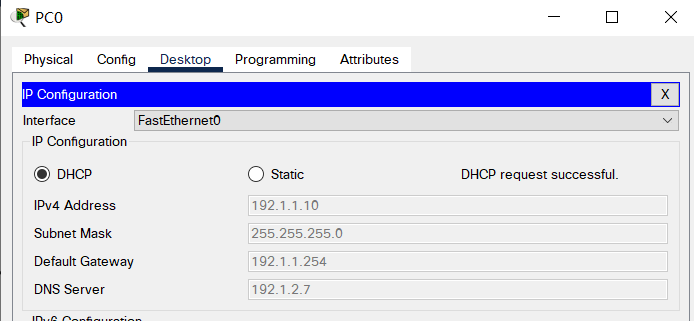 PC0
Physical Config Desktop Programming Attributes
IP Configuration X
Interface FastEthernet0
IP Configuration
DHCP Static DHCP request successful.
IPv4 Address 192.1.1.10
Subnet Mask 255.255.255.0
Default Gateway 192.1.1.254
DNS Server 192.1.2.7
IPv6 Configuration